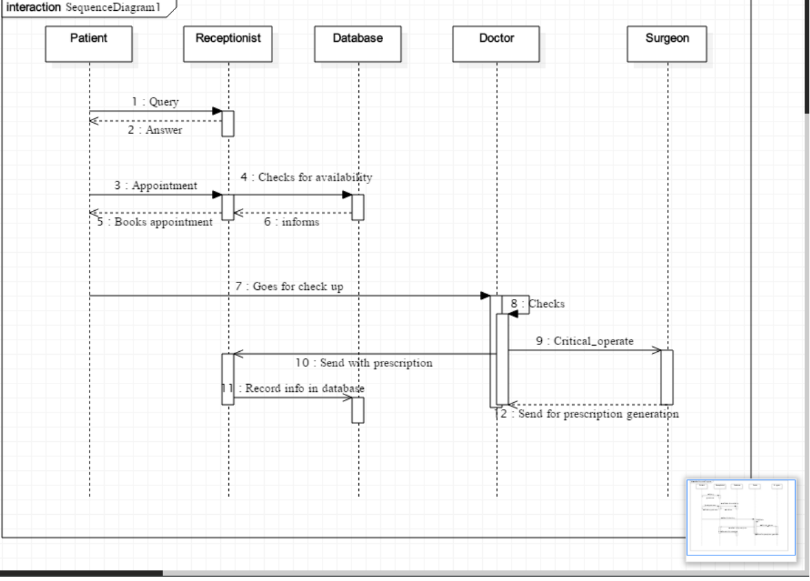 interaction SequenceDiagram1
Patient
Receptionist
Database
Doctor
Surgeon
1 : Query
2 : Answer
4 : Checks for availability
3 : Appointment
5 : Books appointment
6 : informs
7 : Goes for check up
8 : Checks
9 : Critical_operate
10 : Send with prescription
11 : Record info in database
12 : Send for prescription generation